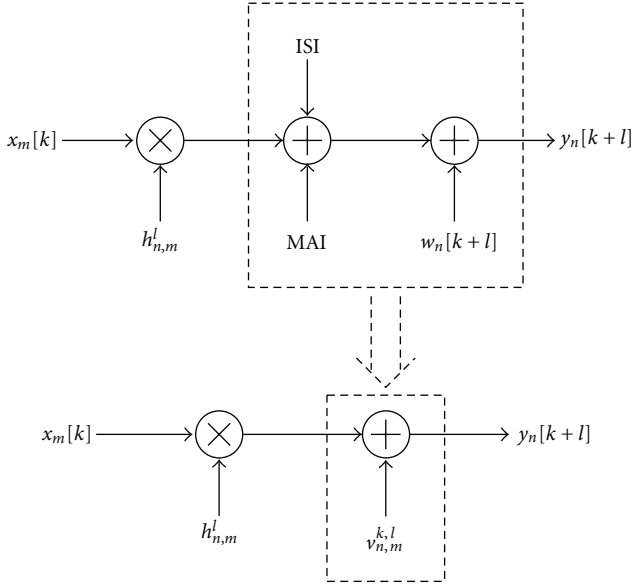 ISI
x_m[k]
y_n[k + l]
h^l_{n,m}
MAI
w_n[k + l]
x_m[k]
y_n[k + l]
h^l_{n,m}
v^{k,l}_{n,m}